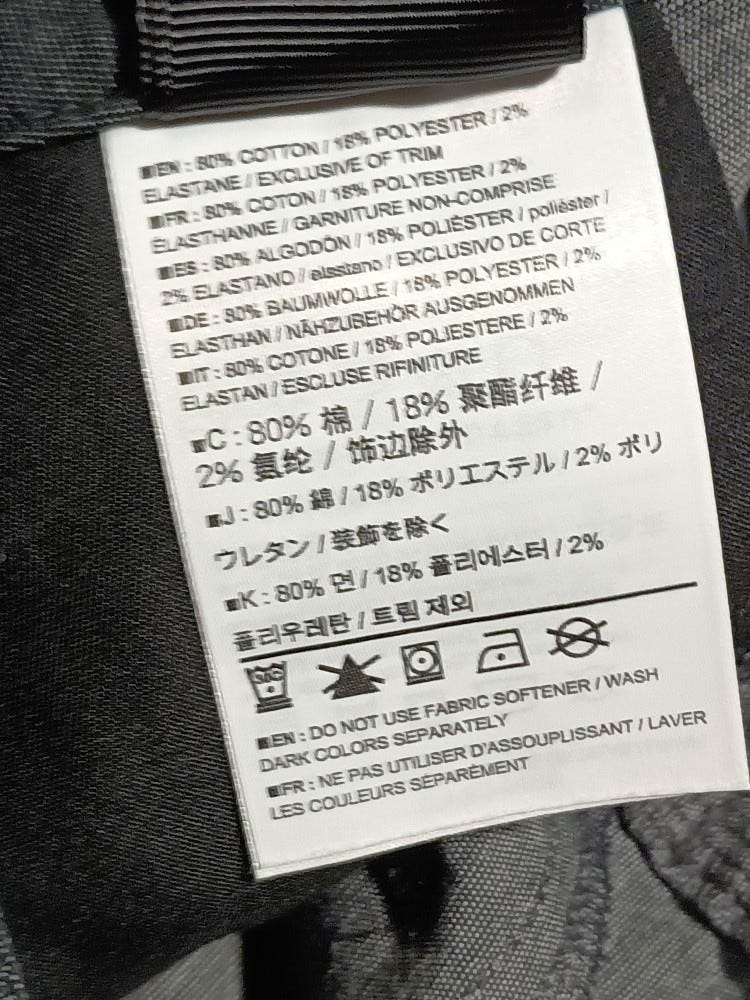 ■EN : 80% COTTON / 18% POLYESTER / 2%
ELASTANE / EXCLUSIVE OF TRIM
■FR : 80% COTON / 18% POLYESTER / 2%
ÉLASTHANNE / GARNITURE NON-COMPRISE
■ES : 80% ALGODÓN / 18% POLIÉSTER / poliéster /
2% ELASTANO / elastano / EXCLUSIVO DE CORTE
■DE : 80% BAUMWOLLE / 18% POLYESTER / 2%
ELASTHAN / NÄHZUBEHÖR AUSGENOMMEN
■IT : 80% COTONE / 18% POLIESTERE / 2%
ELASTAN / ESCLUSE RIFINITURE
■C : 80% 棉 / 18% 聚酯纤维 /
2% 氨纶 / 饰边除外
■J : 80% 綿 / 18% ポリエステル / 2% ポリ
ウレタン / 装飾を除く
■K : 80% 면 / 18% 폴리에스터 / 2%
폴리우레탄 / 트림 제외
■EN : DO NOT USE FABRIC SOFTENER / WASH
DARK COLORS SEPARATELY
■FR : NE PAS UTILISER D'ASSOUPLISSANT / LAVER
LES COULEURS SÉPARÉMENT